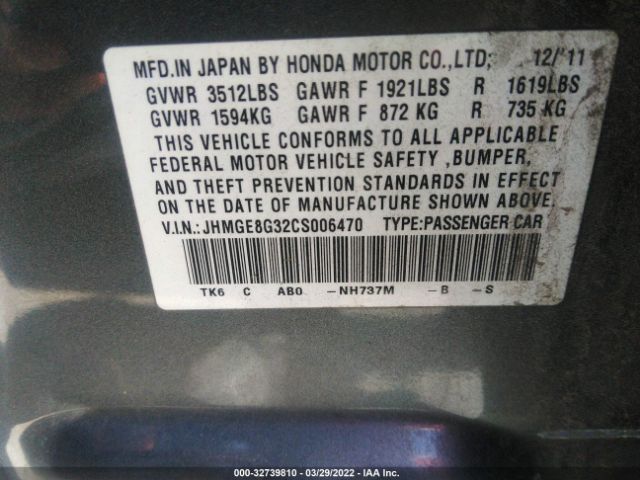 MFD.IN JAPAN BY HONDA MOTOR CO.,LTD; 12/'11
GVWR 3512LBS GAWR F 1921LBS R 1619LBS
GVWR 1594KG GAWR F 872 KG R 735 KG
THIS VEHICLE CONFORMS TO ALL APPLICABLE
FEDERAL MOTOR VEHICLE SAFETY ,BUMPER,
AND THEFT PREVENTION STANDARDS IN EFFECT
ON THE DATE OF MANUFACTURE SHOWN ABOVE.
V.I.N.:JHMGE8G32CS006470 TYPE:PASSENGER CAR
TK6 C AB0 -NH737M -B -S
000-32739810 — 03/29/2022 — IAA Inc.